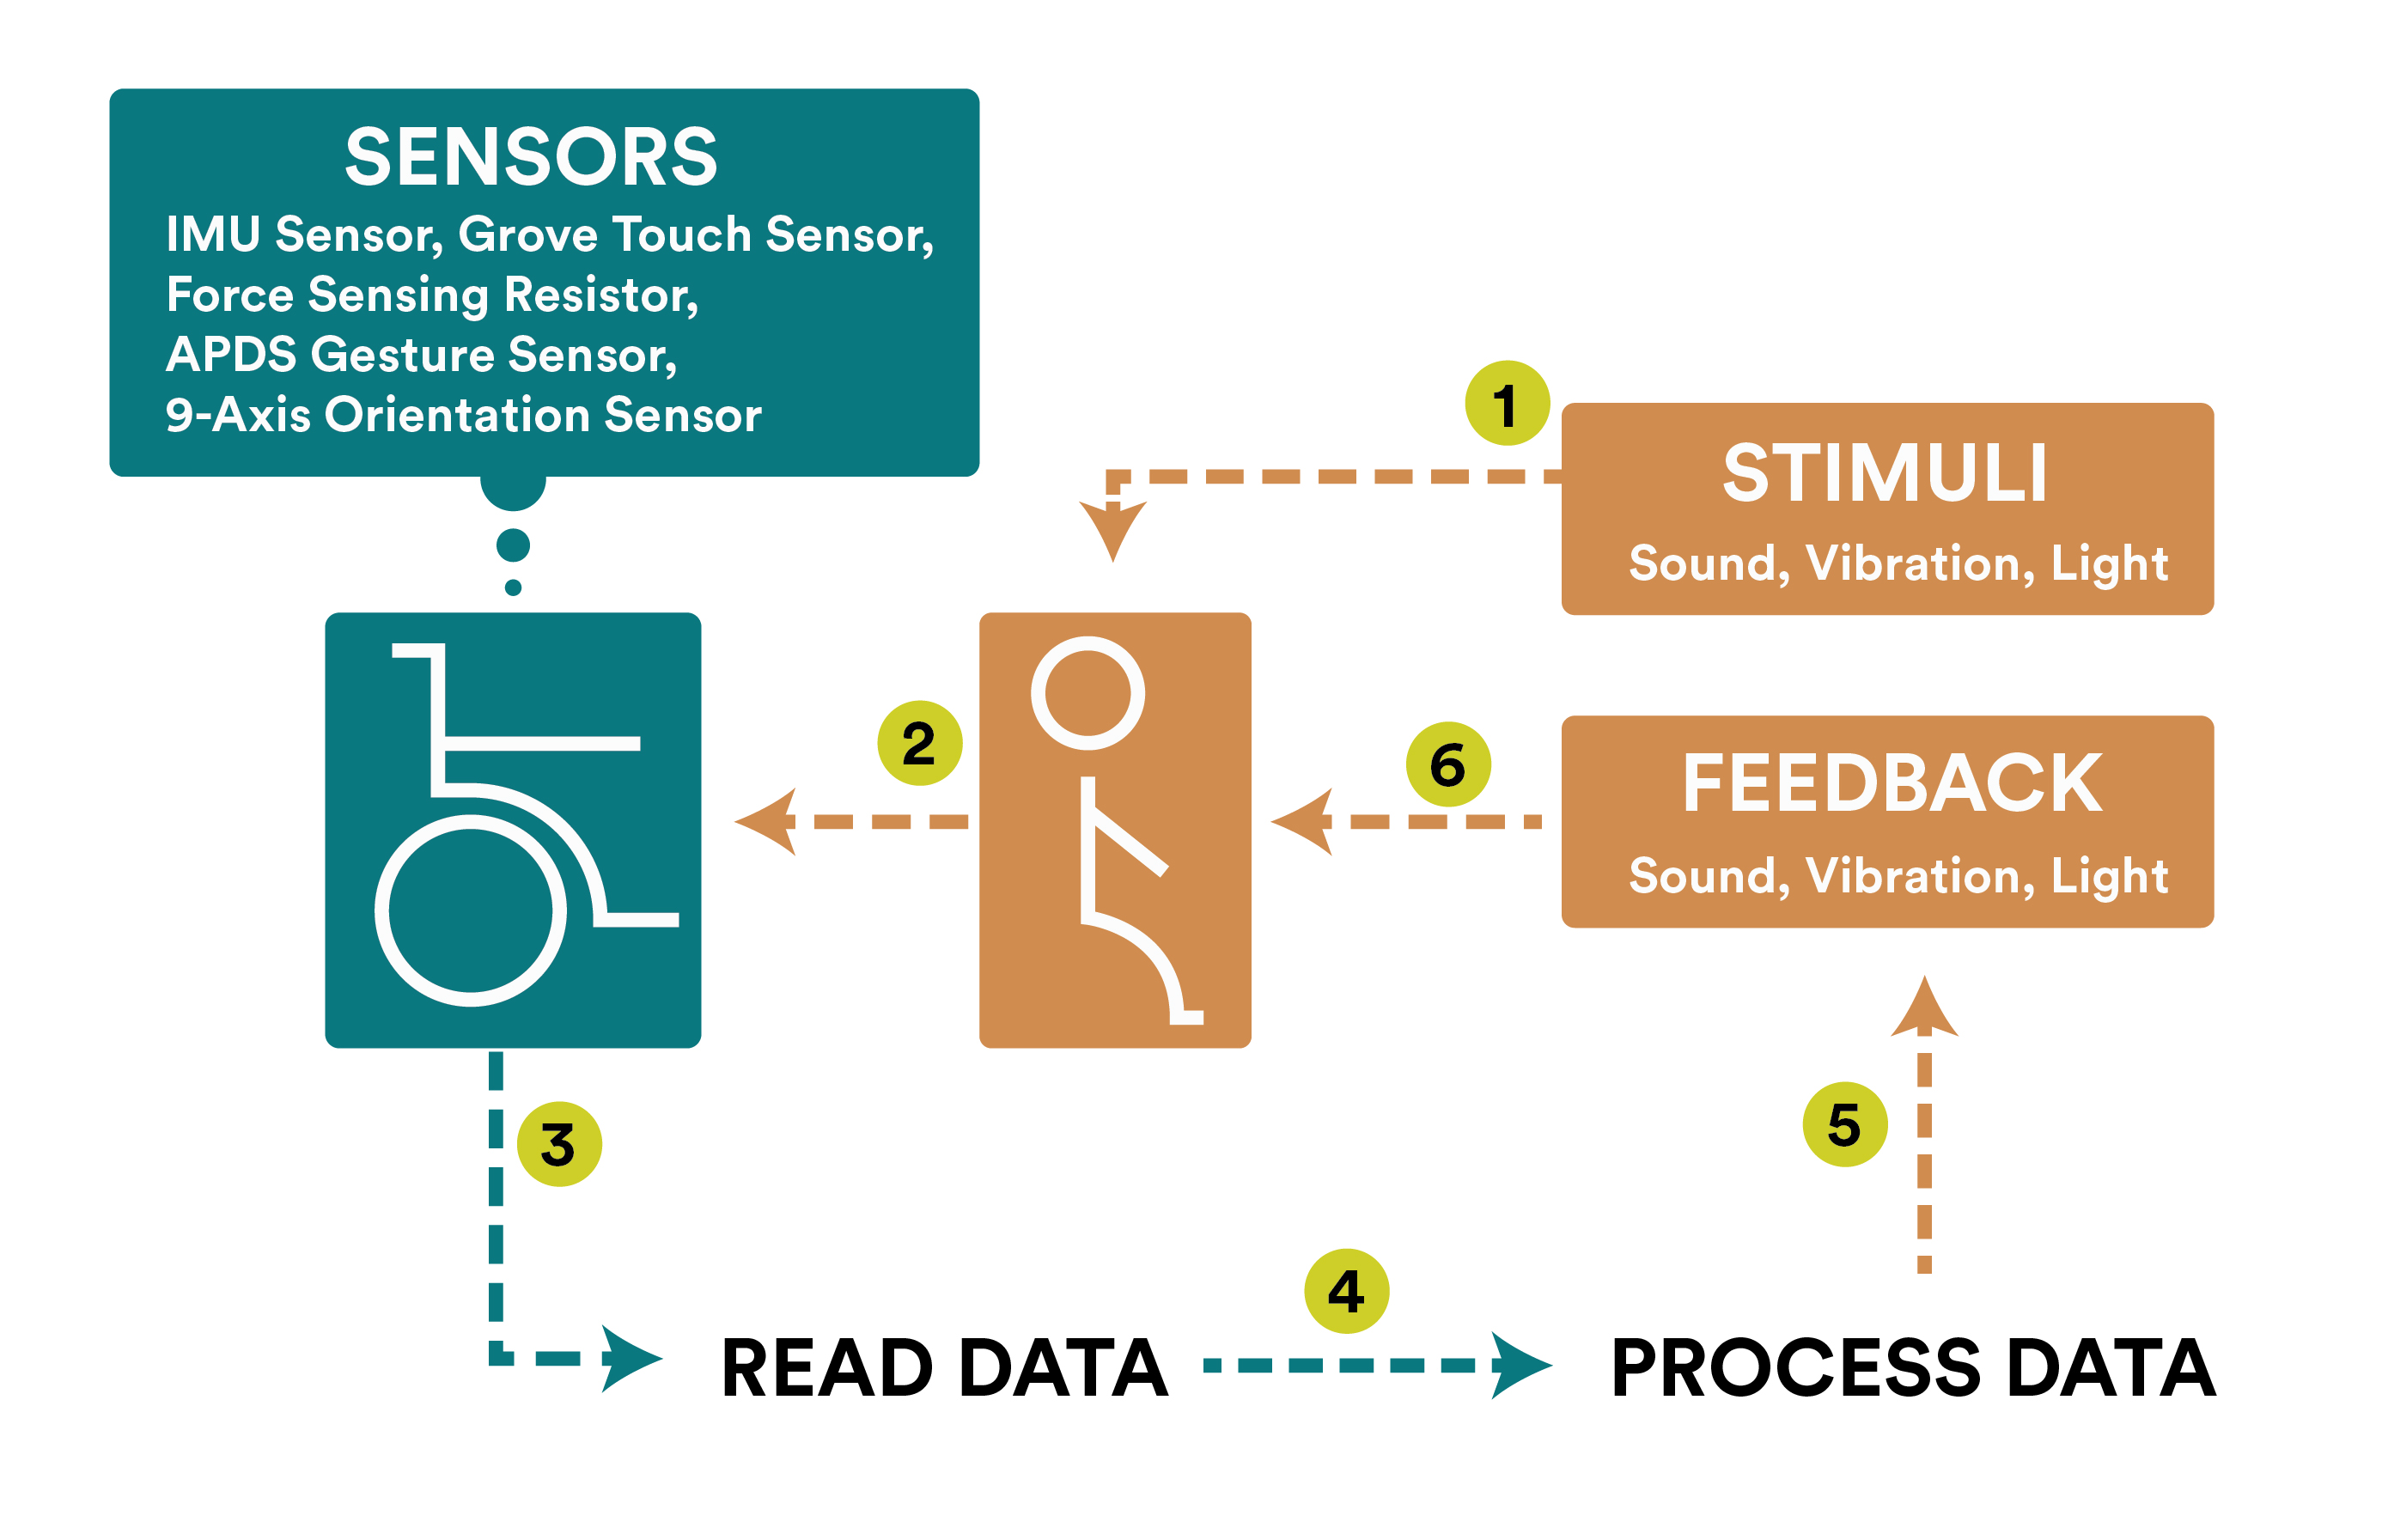 SENSORS
IMU Sensor, Grove Touch Sensor,
Force Sensing Resistor,
APDS Gesture Sensor,
9-Axis Orientation Sensor
1
STIMULI
Sound, Vibration, Light
2
6
FEEDBACK
Sound, Vibration, Light
3
5
4
READ DATA
PROCESS DATA